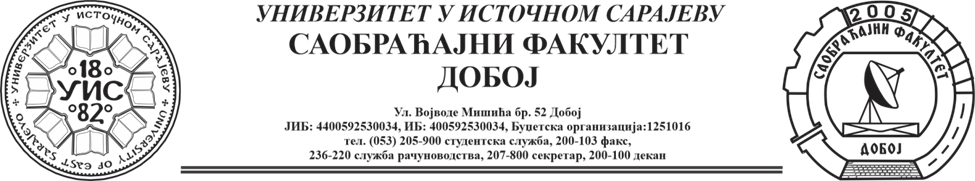 УНИВЕРЗИТЕТ У ИСТОЧНОМ САРАЈЕВУ
UNIVERSITY OF EAST SARAJEVO
18
УИС
82
УНИВЕРЗИТЕТ У ИСТОЧНОМ САРАЈЕВУ
САОБРАЋАЈНИ ФАКУЛТЕТ
ДОБОЈ
Ул. Војводе Мишића бр. 52 Добој
ЈИБ: 4400592530034, ИБ: 400592530034, Буџетска организација:1251016
тел. (053) 205-900 студентска служба, 200-103 факс,
236-220 служба рачуноводства, 207-800 секретар, 200-100 декан
2005
САОБРАЋАЈНИ ФАКУЛТЕТ
ДОБОЈ